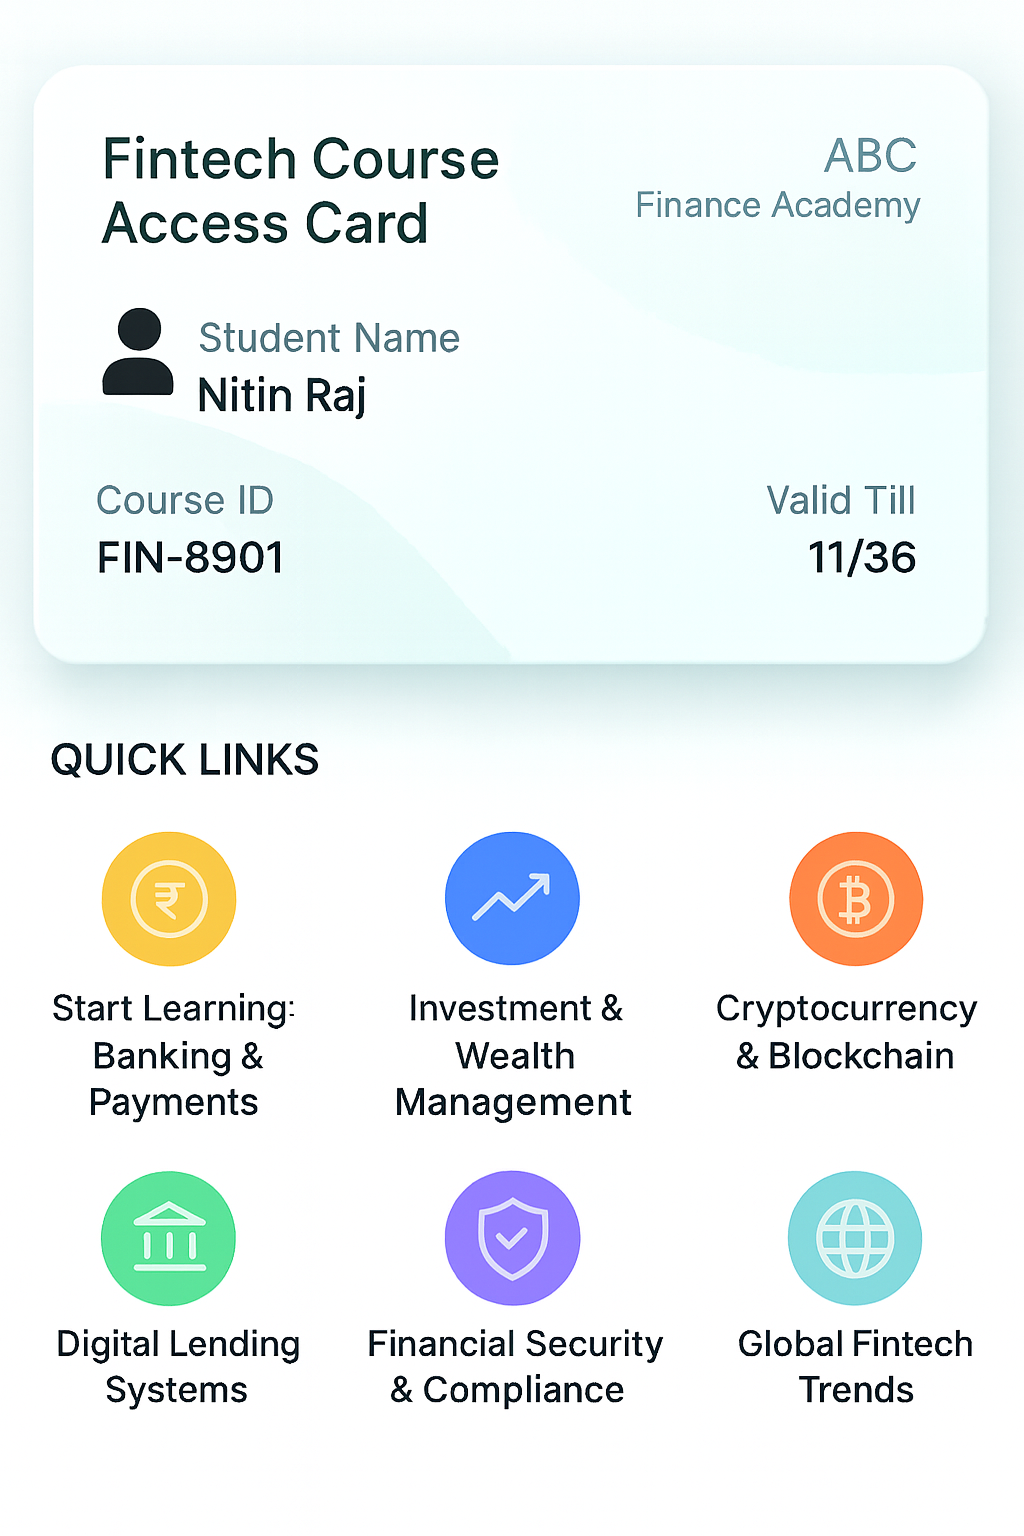 Fintech Course
Access Card
ABC
Finance Academy
Student Name
Nitin Raj
Course ID
FIN-8901
Valid Till
11/36
QUICK LINKS
Start Learning:
Banking &
Payments
Investment &
Wealth
Management
Cryptocurrency
& Blockchain
Digital Lending
Systems
Financial Security
& Compliance
Global Fintech
Trends